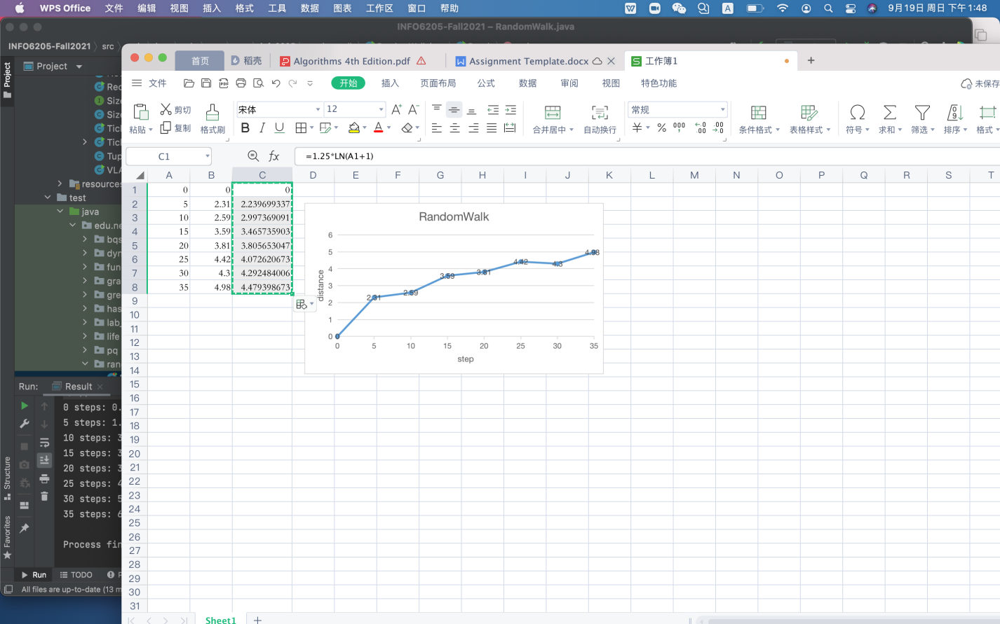 WPS Office 文件 编辑 视图 插入 格式 工具 数据 图表 工作区 窗口 帮助 A 9月19日 周日 下午1:48
INFO6205-Fall2021 – RandomWalk.java
INFO6205-Fall2021 src
首页 稻壳 Algorithms 4th Edition.pdf Assignment Template.docx 工作簿1
Project
文件 开始 插入 页面布局 公式 数据 审阅 视图 特色功能 未保存
粘贴 剪切 复制 格式刷
宋体 12 A+ A-
B I U A
合并居中 自动换行
常规
¥ % 000 .00 .00
条件格式 表格样式 符号 求和 筛选 排序 格式
C1 fx =1.25*LN(A1+1)
A B C D E F G H I J K L M N O P Q R S T
1 0 0 0
2 5 2.31 2.239699337
3 10 2.59 2.997369091
4 15 3.59 3.465735903
5 20 3.81 3.805653047
6 25 4.42 4.072620673
7 30 4.3 4.292484006
8 35 4.98 4.479398673
9
10
11
12
13
14
15
16
17
18
19
20
21
22
23
24
25
26
27
28
29
30
31
RandomWalk
6
5
4
3
2
1
0
distance
0 2.31 2.59 3.59 3.81 4.42 4.3 4.98
0 5 10 15 20 25 30 35
step
Project
Rec
Size
Size
Tick
Tick
Tup
VLA
resources
test
java
edu.ne
bqs
dyn
fun
gra
gre
has
lab_
life
pq
ran
Run: Result
0 steps: 0.
5 steps: 1.
10 steps: 3
15 steps: 3
20 steps: 3
25 steps: 4
30 steps: 5
35 steps: 6
Process fin
Structure
Favorites
Run TODO P
All files are up-to-date (13 m
Sheet1